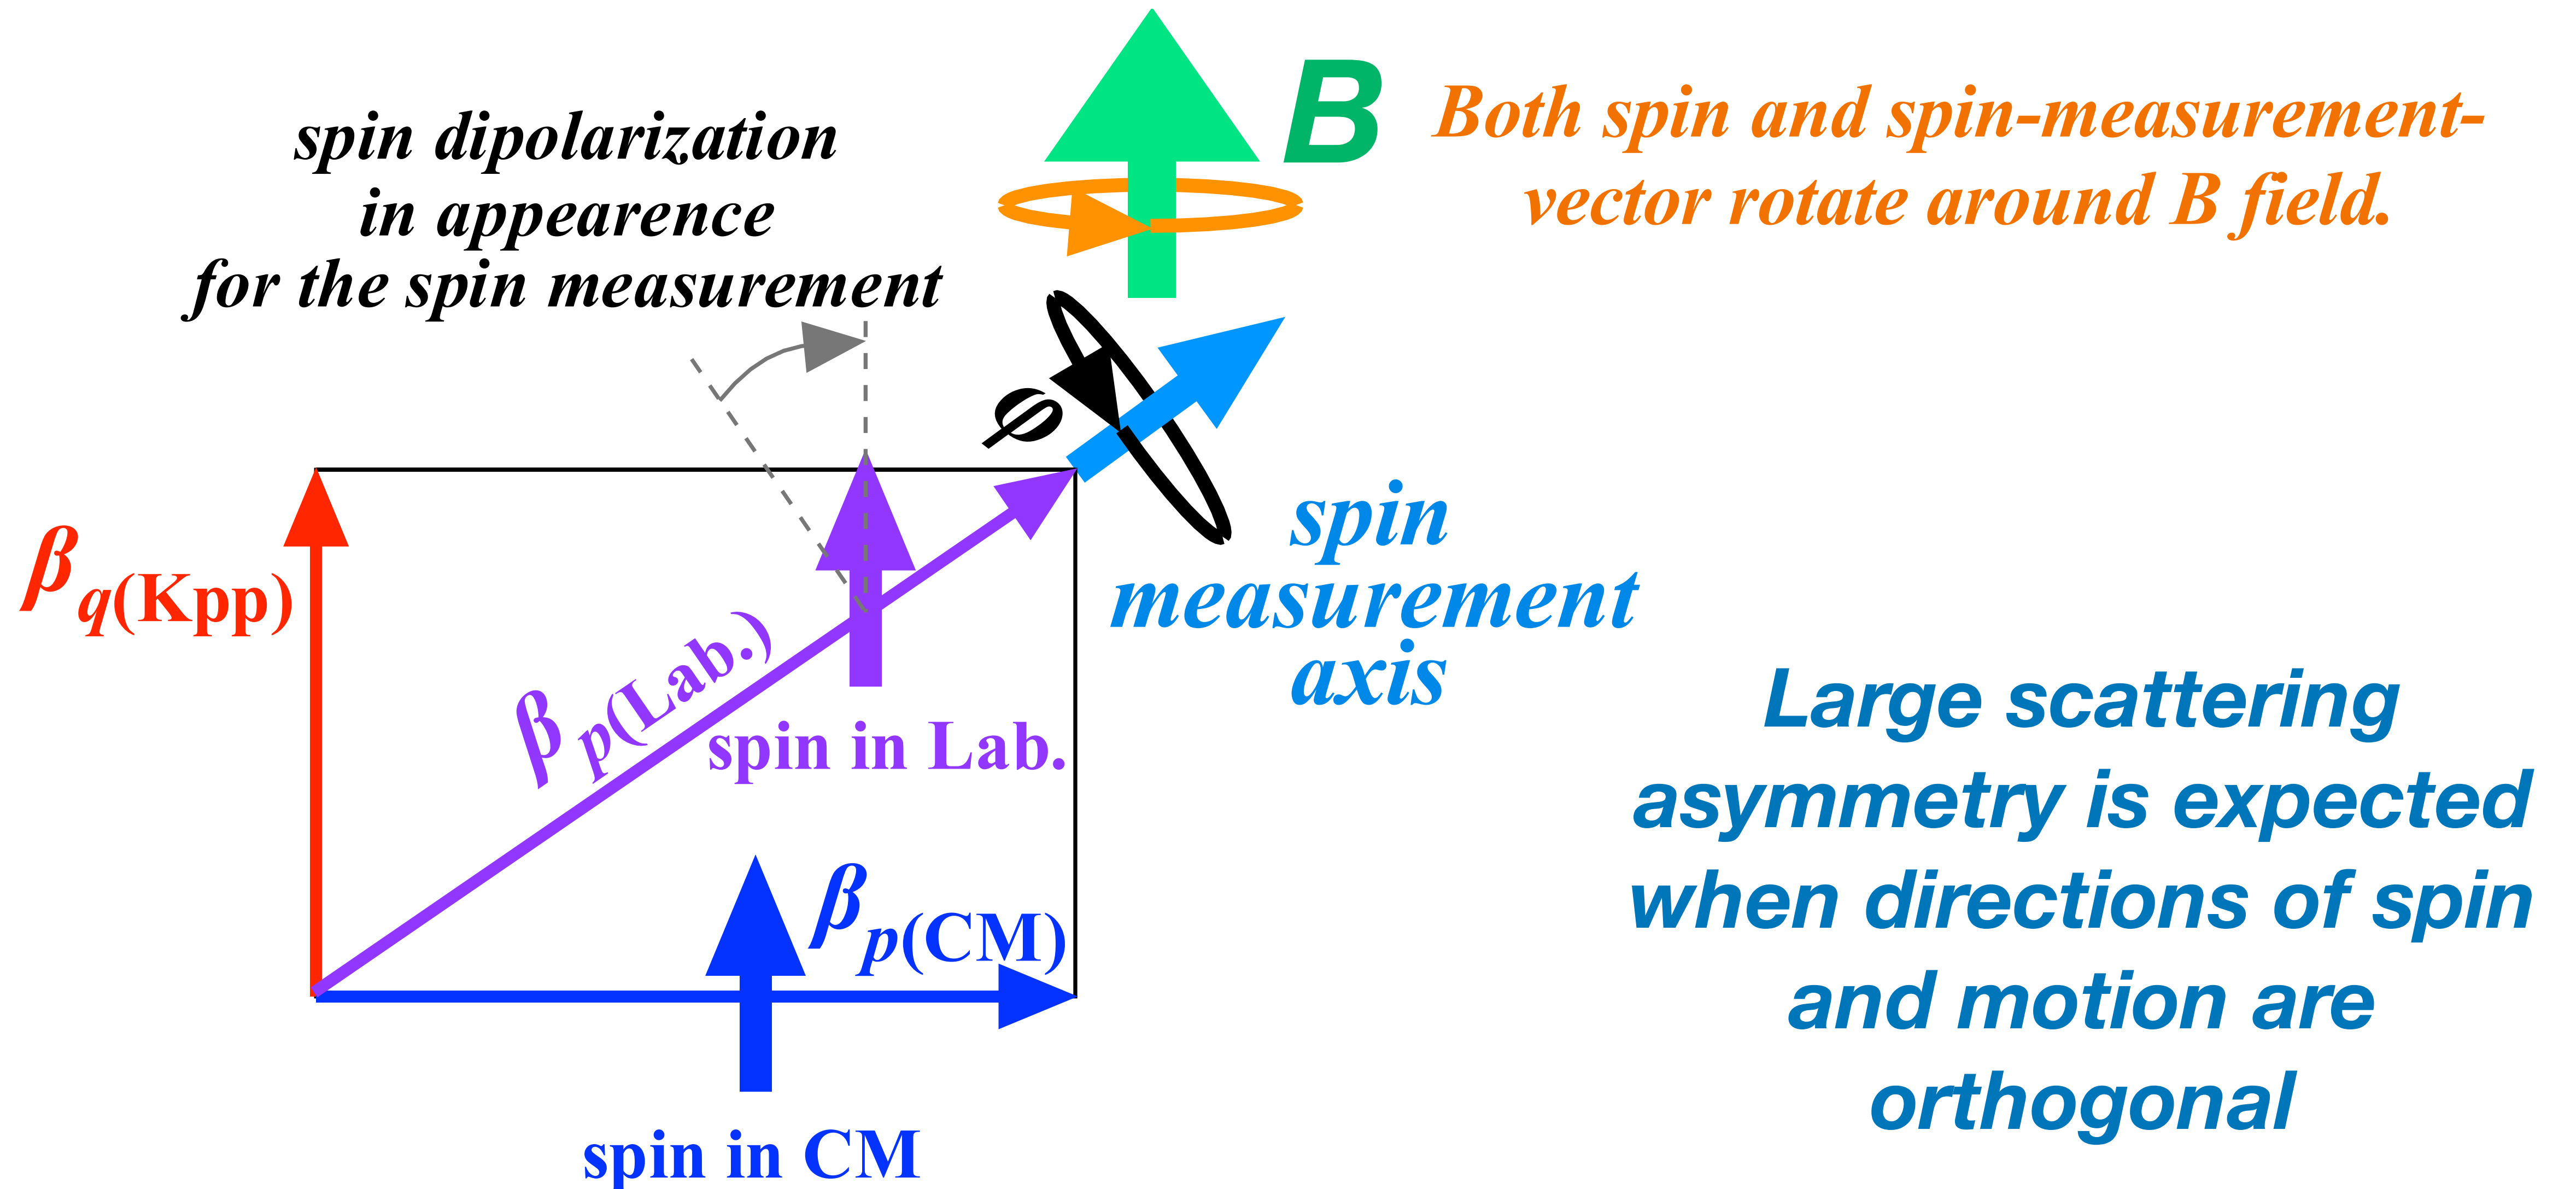 spin dipolarization
in appearence
for the spin measurement
B
Both spin and spin-measurement-
vector rotate around B field.
φ
spin
measurement
axis
β q(Kpp)
β p(Lab.)
spin in Lab.
β p(CM)
spin in CM
Large scattering
asymmetry is expected
when directions of spin
and motion are
orthogonal